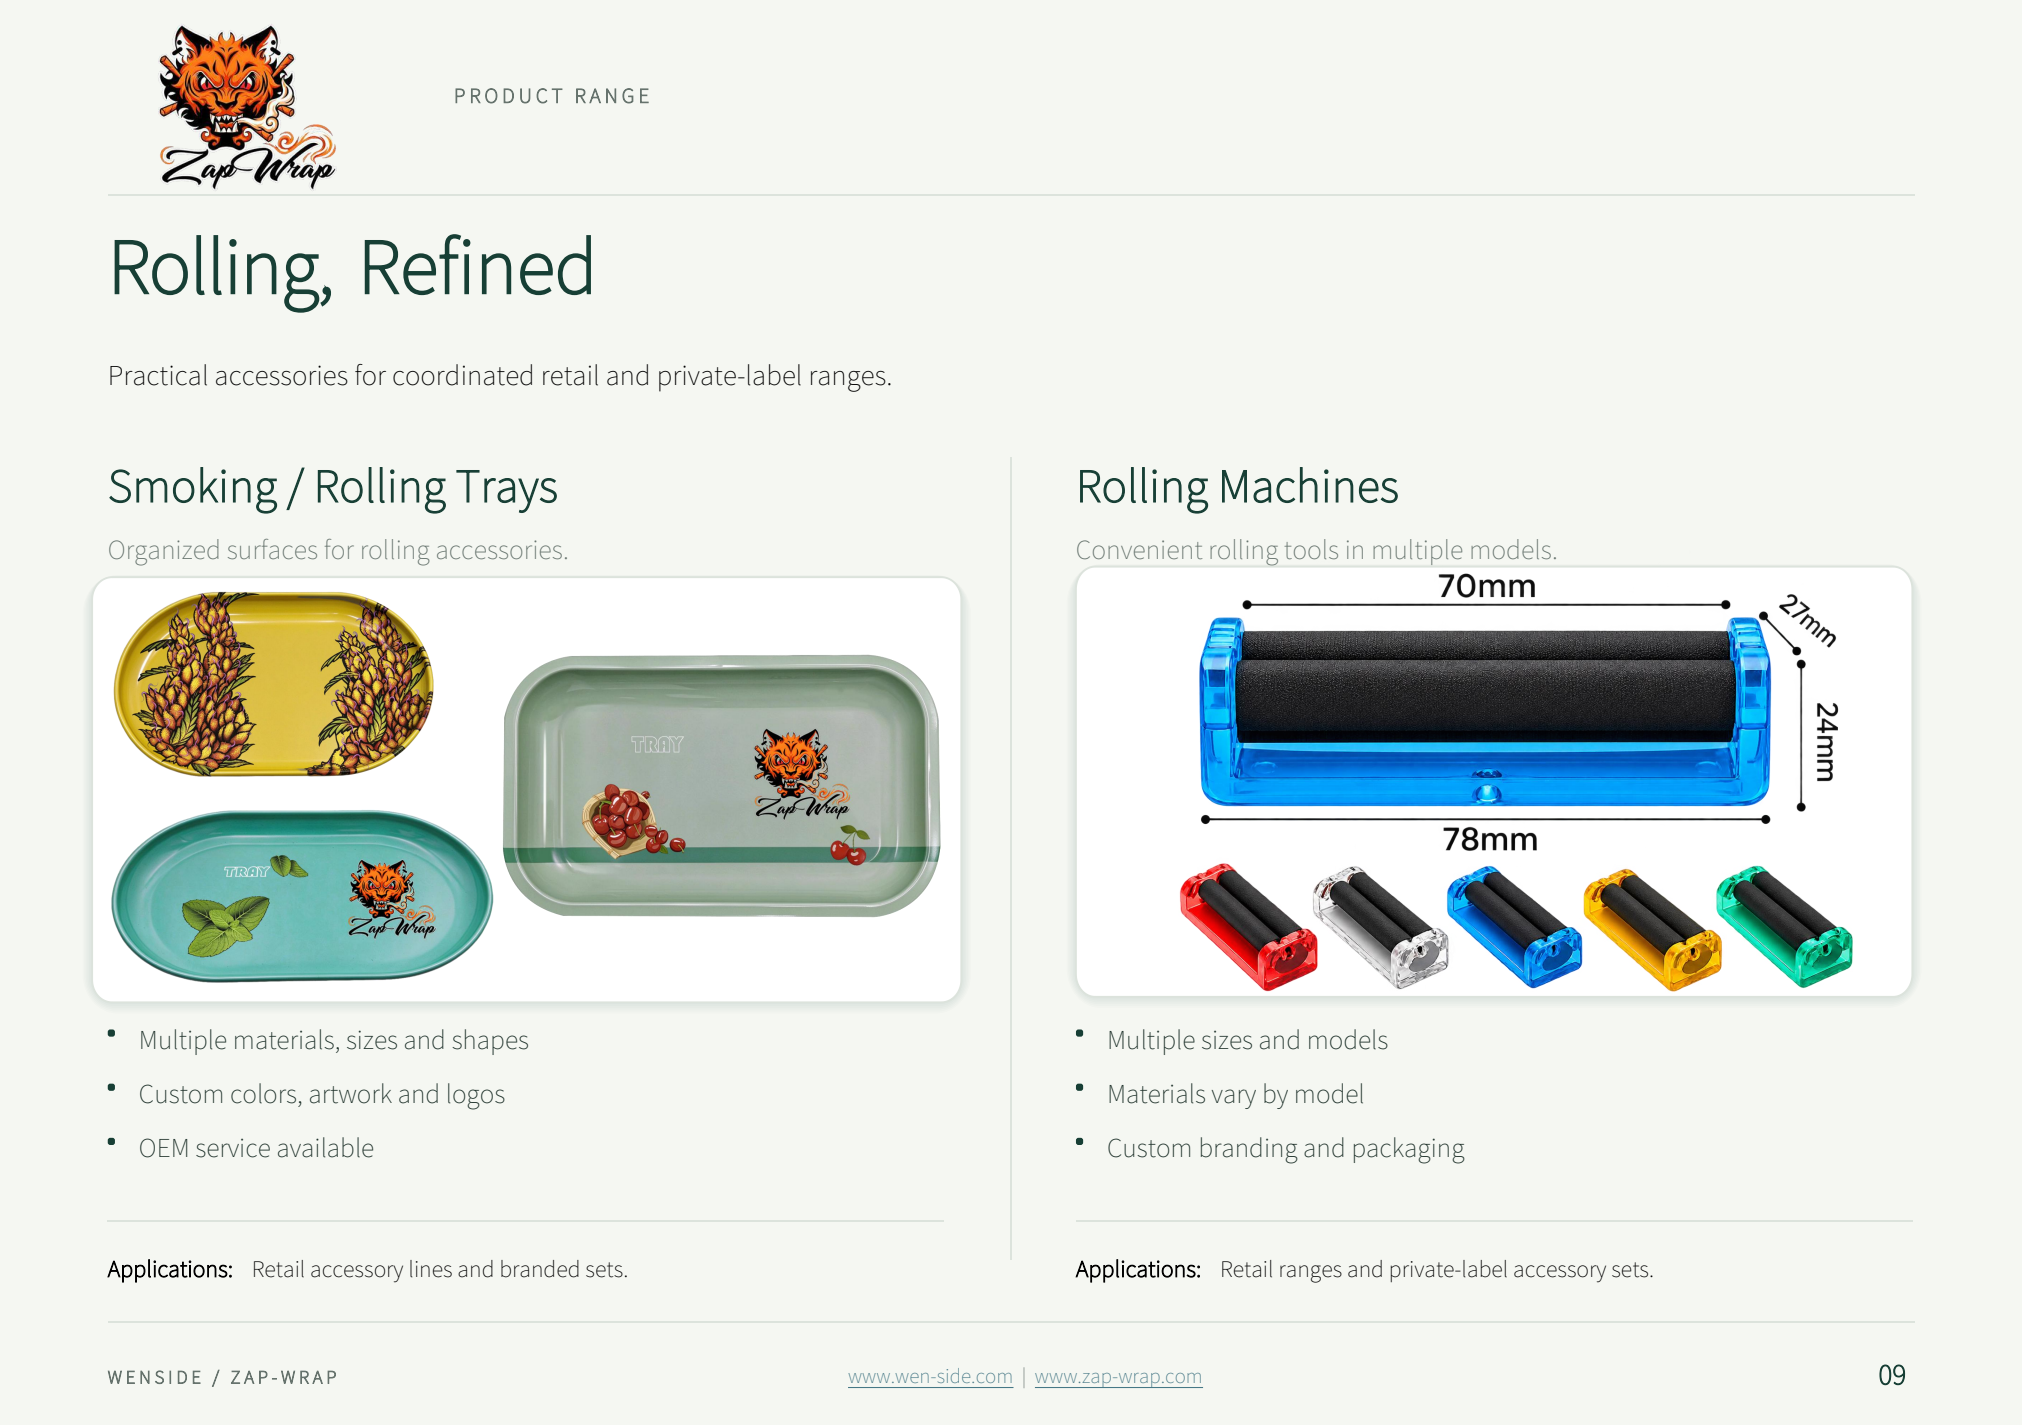 Zap-Wrap
PRODUCT RANGE
Rolling, Refined
Practical accessories for coordinated retail and private-label ranges.
Smoking / Rolling Trays
Organized surfaces for rolling accessories.
TRAY
Zap-Wrap
TRAY
Zap-Wrap
Multiple materials, sizes and shapes
Custom colors, artwork and logos
OEM service available
Applications: Retail accessory lines and branded sets.
Rolling Machines
Convenient rolling tools in multiple models.
70mm
27mm
24mm
78mm
Multiple sizes and models
Materials vary by model
Custom branding and packaging
Applications: Retail ranges and private-label accessory sets.
WENSIDE / ZAP-WRAP
www.wen-side.com | www.zap-wrap.com
09